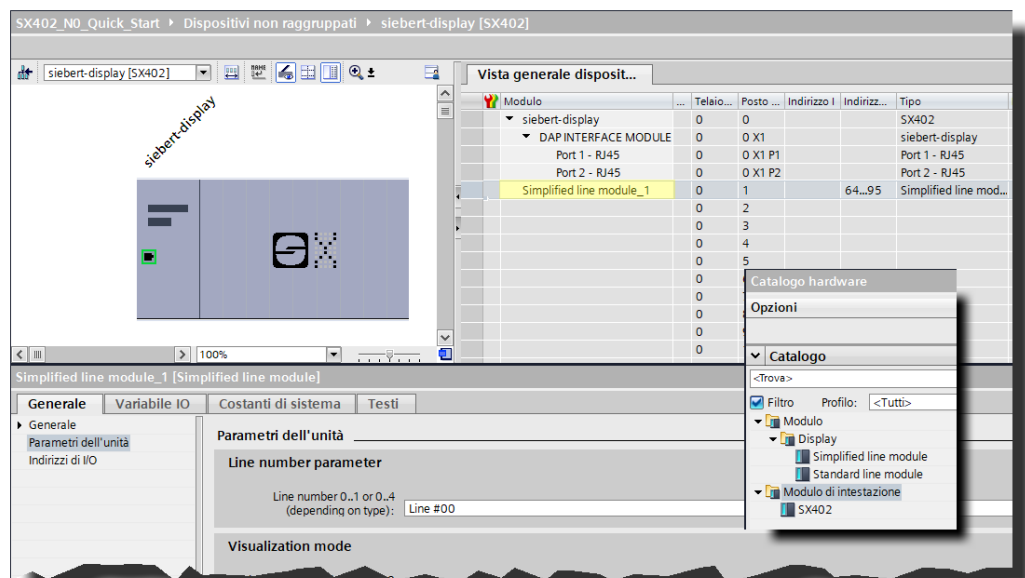 SX402_N0_Quick_Start ▸ Dispositivi non raggruppati ▸ siebert-display [SX402]
siebert-display [SX402]
siebert-display
SX
100%
Vista generale disposit...
Modulo ... Telaio... Posto ... Indirizzo I Indirizz... Tipo
siebert-display 0 0 SX402
DAP INTERFACE MODULE 0 0 X1 siebert-display
Port 1 - RJ45 0 0 X1 P1 Port 1 - RJ45
Port 2 - RJ45 0 0 X1 P2 Port 2 - RJ45
Simplified line module_1 0 1 64...95 Simplified line mod...
0 2
0 3
0 4
0 5
0
0
0
0
0
Catalogo hardware
Opzioni
Catalogo
<Trova>
Filtro Profilo: <Tutti>
Modulo
Display
Simplified line module
Standard line module
Modulo di intestazione
SX402
Simplified line module_1 [Simplified line module]
Generale Variabile IO Costanti di sistema Testi
Generale
Parametri dell'unità
Indirizzi di I/O
Parametri dell'unità
Line number parameter
Line number 0..1 or 0..4
(depending on type): Line #00
Visualization mode